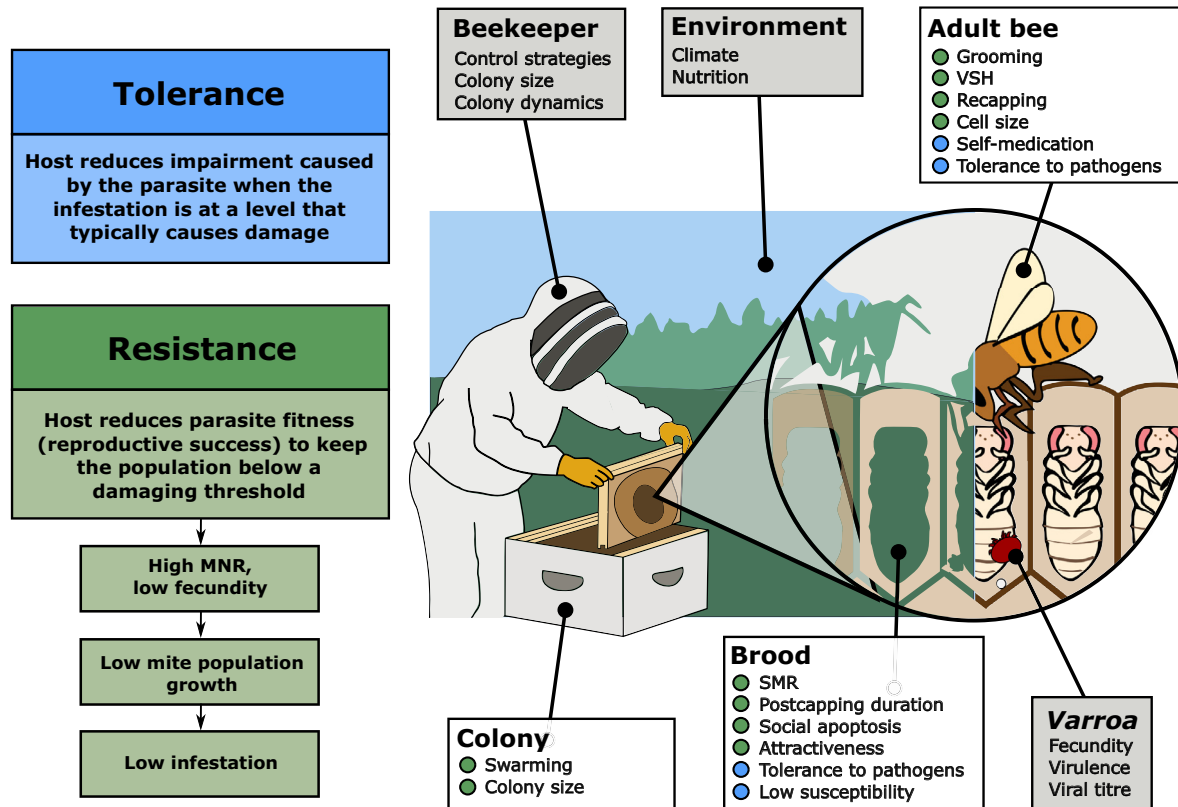 Tolerance
Host reduces impairment caused
by the parasite when the
infestation is at a level that
typically causes damage
Resistance
Host reduces parasite fitness
(reproductive success) to keep
the population below a
damaging threshold
High MNR,
low fecundity
Low mite population
growth
Low infestation
Beekeeper
Control strategies
Colony size
Colony dynamics
Environment
Climate
Nutrition
Adult bee
Grooming
VSH
Recapping
Cell size
Self-medication
Tolerance to pathogens
Colony
Swarming
Colony size
Brood
SMR
Postcapping duration
Social apoptosis
Attractiveness
Tolerance to pathogens
Low susceptibility
Varroa
Fecundity
Virulence
Viral titre